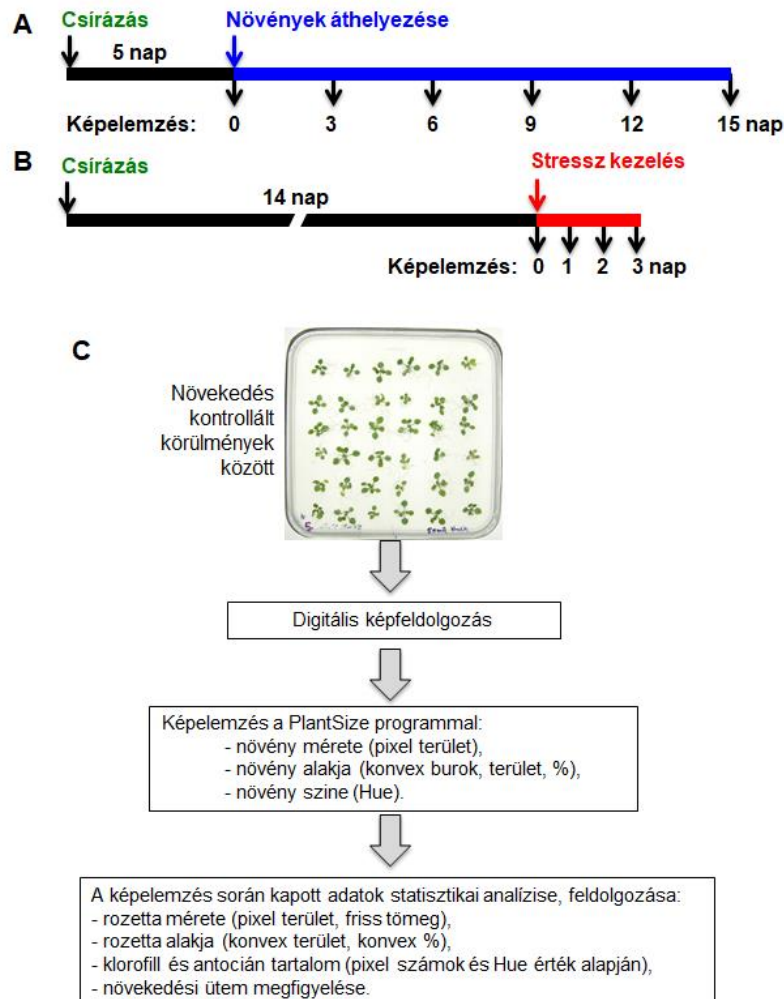 A
Csírázás
Növények áthelyezése
5 nap
Képelemzés: 0 3 6 9 12 15 nap
B
Csírázás
Stressz kezelés
14 nap
Képelemzés: 0 1 2 3 nap
C
Növekedés
kontrollált
körülmények
között
Digitális képfeldolgozás
Képelemzés a PlantSize programmal:
- növény mérete (pixel terület),
- növény alakja (konvex burok, terület, %),
- növény szine (Hue).
A képelemzés során kapott adatok statisztikai analízise, feldolgozása:
- rozetta mérete (pixel terület, friss tömeg),
- rozetta alakja (konvex terület, konvex %),
- klorofill és antocián tartalom (pixel számok és Hue érték alapján),
- növekedési ütem megfigyelése.